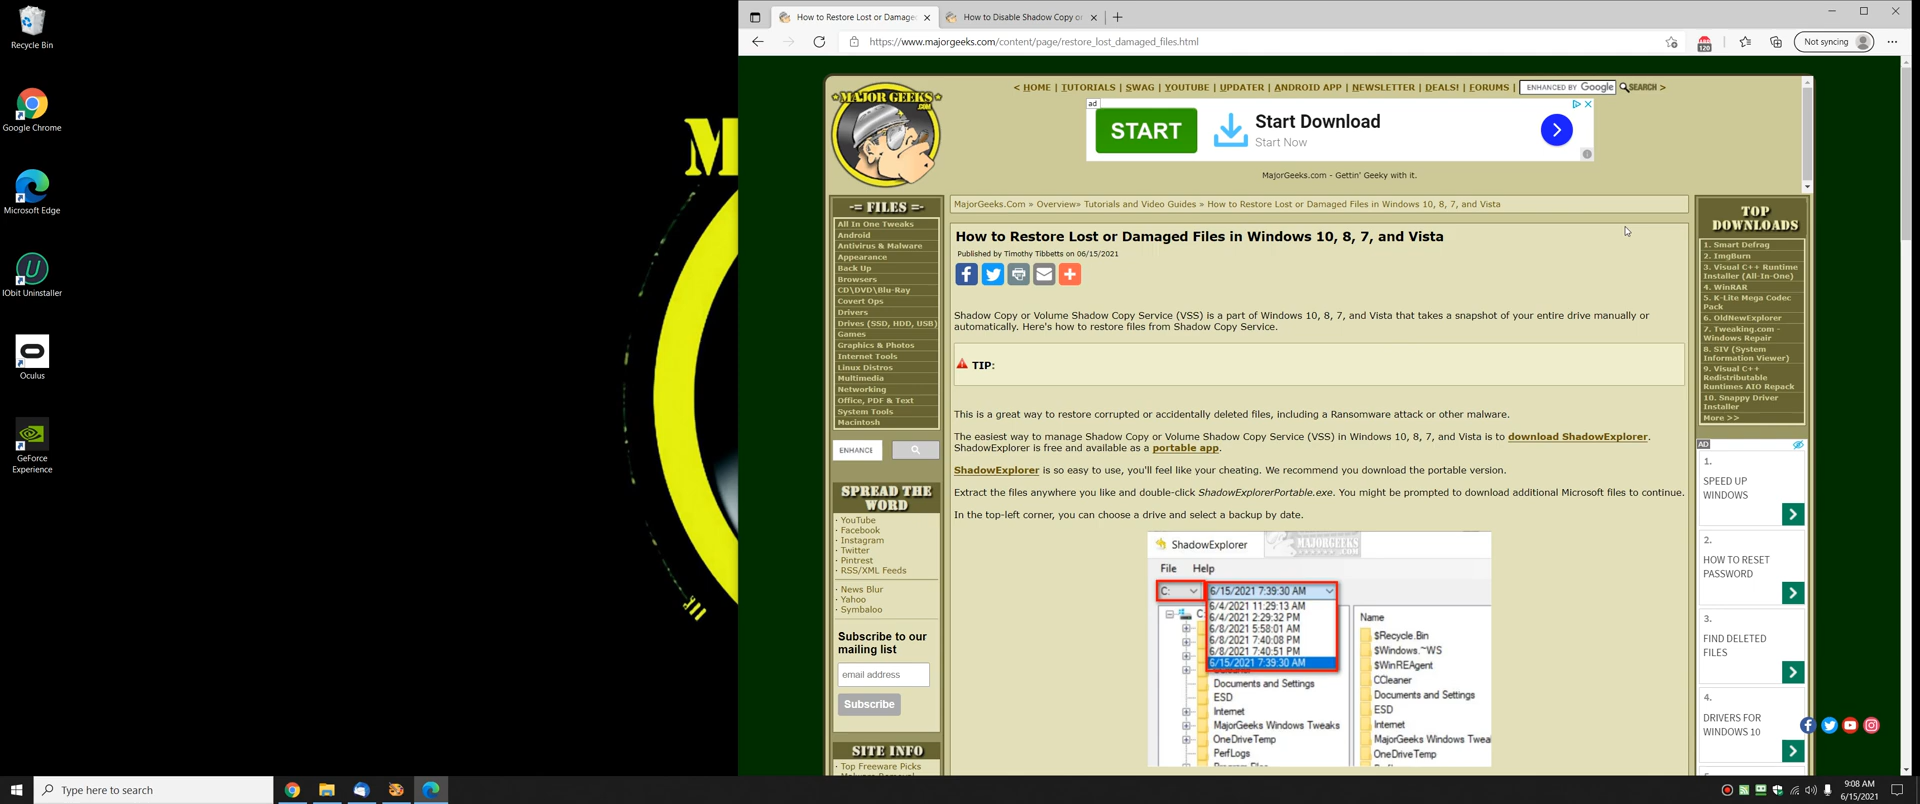 Recycle Bin
Google Chrome
Microsoft Edge
IObit Uninstaller
Oculus
GeForce
Experience
How to Restore Lost or Damage
How to Disable Shadow Copy or
https://www.majorgeeks.com/content/page/restore_lost_damaged_files.html
120
Not syncing
MAJOR GEEKS
.COM
< HOME | TUTORIALS | SWAG | YOUTUBE | UPDATER | ANDROID APP | NEWSLETTER | DEALS! | FORUMS | ENHANCED BY Google SEARCH >
ad
START
Start Download
Start Now
MajorGeeks.com - Gettin' Geeky with it.
MajorGeeks.Com » Overview» Tutorials and Video Guides » How to Restore Lost or Damaged Files in Windows 10, 8, 7, and Vista
-= FILES =-
All In One Tweaks
Android
Antivirus & Malware
Appearance
Back Up
Browsers
CD\DVD\Blu-Ray
Covert Ops
Drivers
Drives (SSD, HDD, USB)
Games
Graphics & Photos
Internet Tools
Linux Distros
Multimedia
Networking
Office, PDF & Text
System Tools
Macintosh
ENHANCE
SPREAD THE
WORD
· YouTube
· Facebook
· Instagram
· Twitter
· Pintrest
· RSS/XML Feeds
· News Blur
· Yahoo
· Symbaloo
Subscribe to our
mailing list
email address
Subscribe
SITE INFO
· Top Freeware Picks
· Malware Removal
How to Restore Lost or Damaged Files in Windows 10, 8, 7, and Vista
Published by Timothy Tibbetts on 06/15/2021
Shadow Copy or Volume Shadow Copy Service (VSS) is a part of Windows 10, 8, 7, and Vista that takes a snapshot of your entire drive manually or
automatically. Here's how to restore files from Shadow Copy Service.
TIP:
This is a great way to restore corrupted or accidentally deleted files, including a Ransomware attack or other malware.
The easiest way to manage Shadow Copy or Volume Shadow Copy Service (VSS) in Windows 10, 8, 7, and Vista is to download ShadowExplorer.
ShadowExplorer is free and available as a portable app.
ShadowExplorer is so easy to use, you'll feel like your cheating. We recommend you download the portable version.
Extract the files anywhere you like and double-click ShadowExplorerPortable.exe. You might be prompted to download additional Microsoft files to continue.
In the top-left corner, you can choose a drive and select a backup by date.
ShadowExplorer
MAJORGEEKS
.COM
File Help
C: 6/15/2021 7:39:30 AM
6/4/2021 11:29:13 AM
6/4/2021 2:29:32 PM
6/8/2021 5:58:01 AM
6/8/2021 7:40:08 PM
6/8/2021 7:40:51 PM
6/15/2021 7:39:30 AM
C
Documents and Settings
ESD
Internet
MajorGeeks Windows Tweaks
OneDriveTemp
PerfLogs
Program Files
Name
$Recycle.Bin
$Windows.~WS
$WinREAgent
CCleaner
Documents and Settings
ESD
Internet
MajorGeeks Windows Tweal
OneDriveTemp
TOP
DOWNLOADS
1. Smart Defrag
2. ImgBurn
3. Visual C++ Runtime
Installer (All-In-One)
4. WinRAR
5. K-Lite Mega Codec
Pack
6. OldNewExplorer
7. Tweaking.com -
Windows Repair
8. SIV (System
Information Viewer)
9. Visual C++
Redistributable
Runtimes AIO Repack
10. Snappy Driver
Installer
More >>
AD
1.
SPEED UP
WINDOWS
2.
HOW TO RESET
PASSWORD
3.
FIND DELETED
FILES
4.
DRIVERS FOR
WINDOWS 10
Type here to search
9:08 AM
6/15/2021